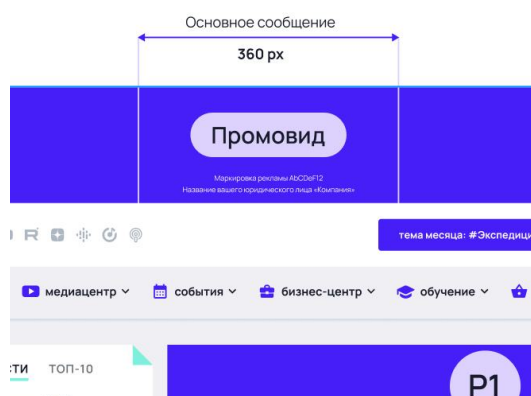 Основное сообщение
360 px
Промовид
Маркировка рекламы AbCDeF12
Название вашего юридического лица «Компания»
тема месяца: #Экспедици
медиацентр
события
бизнес-центр
обучение
сти
ТОП-10
P1